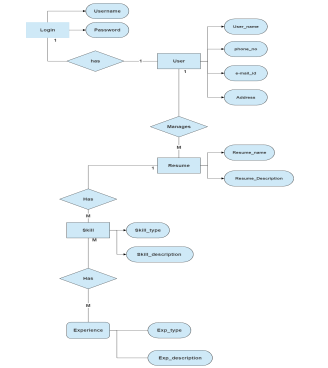 Username
Login
Password
1
has
1
User
1
User_name
phone_no
e-mail_id
Address
Manages
M
Resume
1
Resume_name
Resume_Description
Has
M
Skill
M
Skill_type
Skill_description
Has
M
Experience
Exp_type
Exp_description